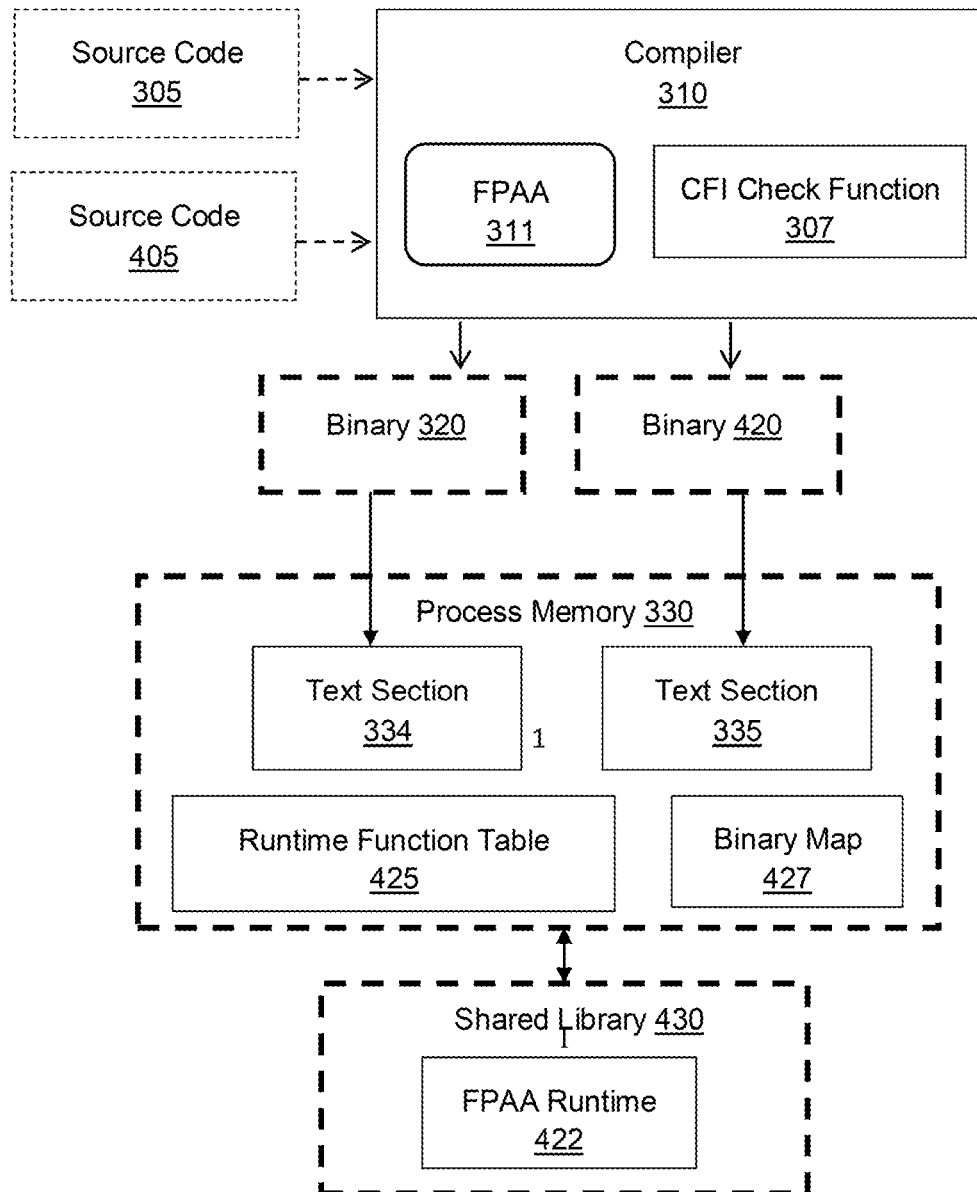 Source Code
305
Compiler
310
FPAA
311
CFI Check Function
307
Source Code
405
Binary 320
Binary 420
Process Memory 330
Text Section
334
1
Text Section
335
Runtime Function Table
425
Binary Map
427
Shared Library 430
1
FPAA Runtime
422